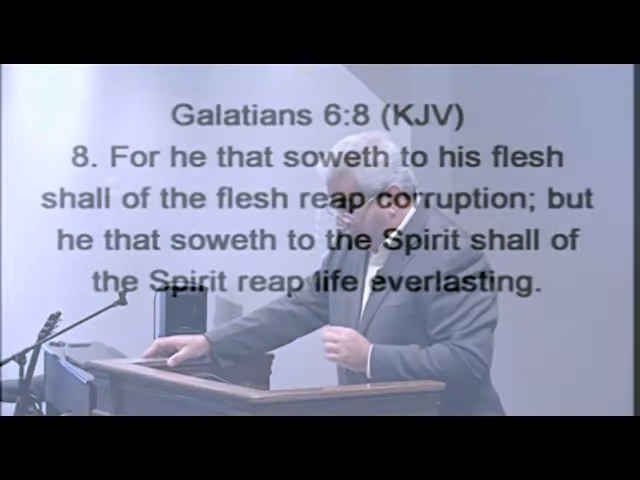 Galatians 6:8 (KJV)
8. For he that soweth to his flesh
shall of the flesh reap corruption; but
he that soweth to the Spirit shall of
the Spirit reap life everlasting.